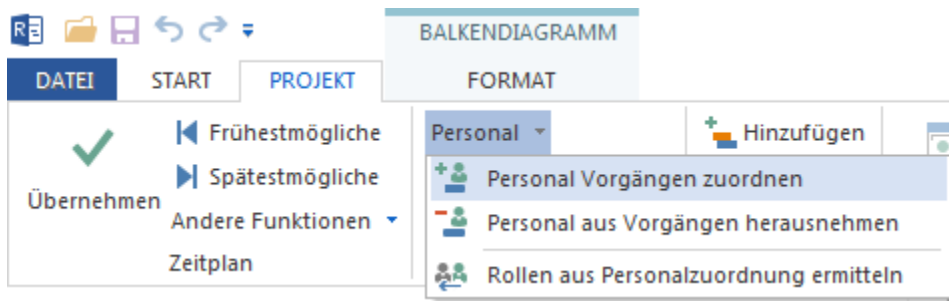 BALKENDIAGRAMM
DATEI START PROJEKT FORMAT
Übernehmen
Frühestmögliche
Spätestmögliche
Andere Funktionen
Zeitplan
Personal
Hinzufügen
Personal Vorgängen zuordnen
Personal aus Vorgängen herausnehmen
Rollen aus Personalzuordnung ermitteln